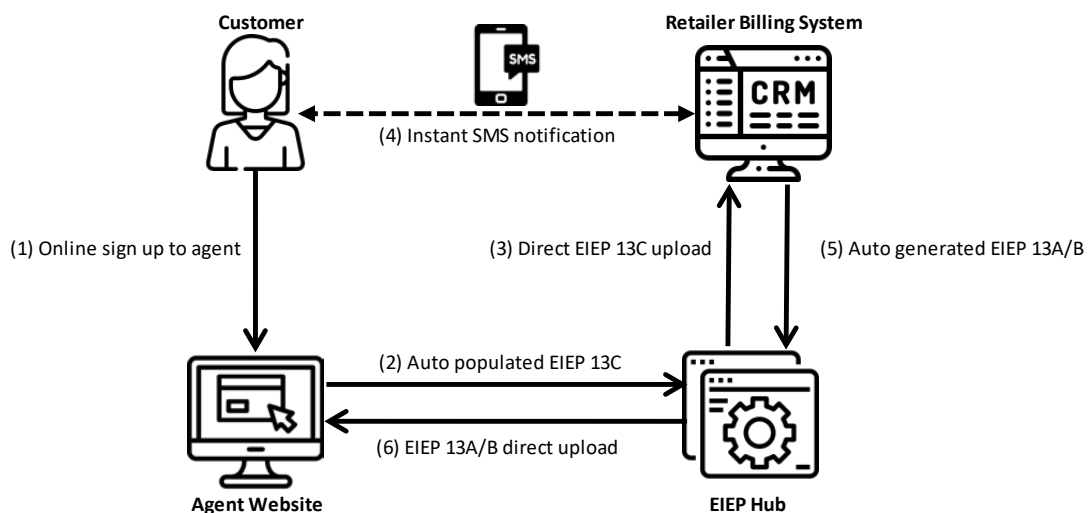 Customer
Retailer Billing System
SMS
CRM
(4) Instant SMS notification
(1) Online sign up to agent
(3) Direct EIEP 13C upload
(5) Auto generated EIEP 13A/B
(2) Auto populated EIEP 13C
(6) EIEP 13A/B direct upload
Agent Website
EIEP Hub